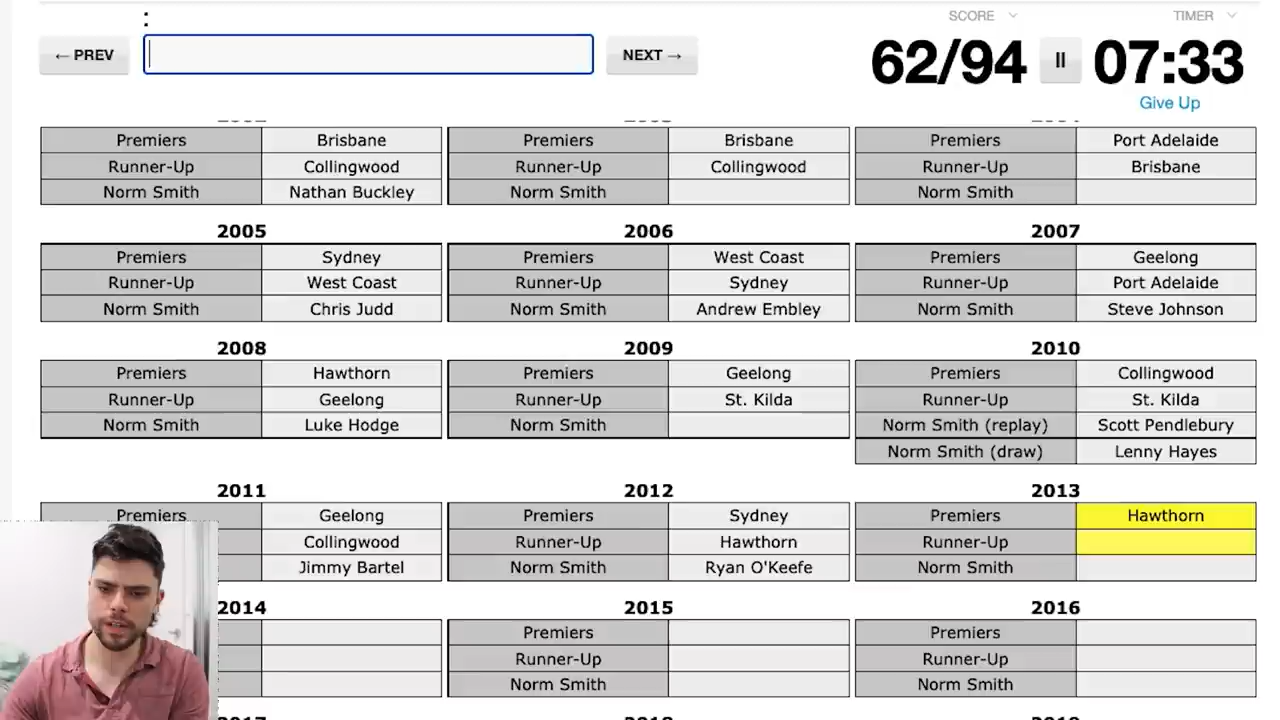 :
SCORE TIMER
← PREV NEXT → 62/94 07:33
Give Up
Premiers Brisbane Premiers Brisbane Premiers Port Adelaide
Runner-Up Collingwood Runner-Up Collingwood Runner-Up Brisbane
Norm Smith Nathan Buckley Norm Smith Norm Smith
2005 2006 2007
Premiers Sydney Premiers West Coast Premiers Geelong
Runner-Up West Coast Runner-Up Sydney Runner-Up Port Adelaide
Norm Smith Chris Judd Norm Smith Andrew Embley Norm Smith Steve Johnson
2008 2009 2010
Premiers Hawthorn Premiers Geelong Premiers Collingwood
Runner-Up Geelong Runner-Up St. Kilda Runner-Up St. Kilda
Norm Smith Luke Hodge Norm Smith Norm Smith (replay) Scott Pendlebury
Norm Smith (draw) Lenny Hayes
2011 2012 2013
Premiers Geelong Premiers Sydney Premiers Hawthorn
Collingwood Runner-Up Hawthorn Runner-Up
Jimmy Bartel Norm Smith Ryan O'Keefe Norm Smith
2014 2015 2016
Premiers Premiers
Runner-Up Runner-Up
Norm Smith Norm Smith